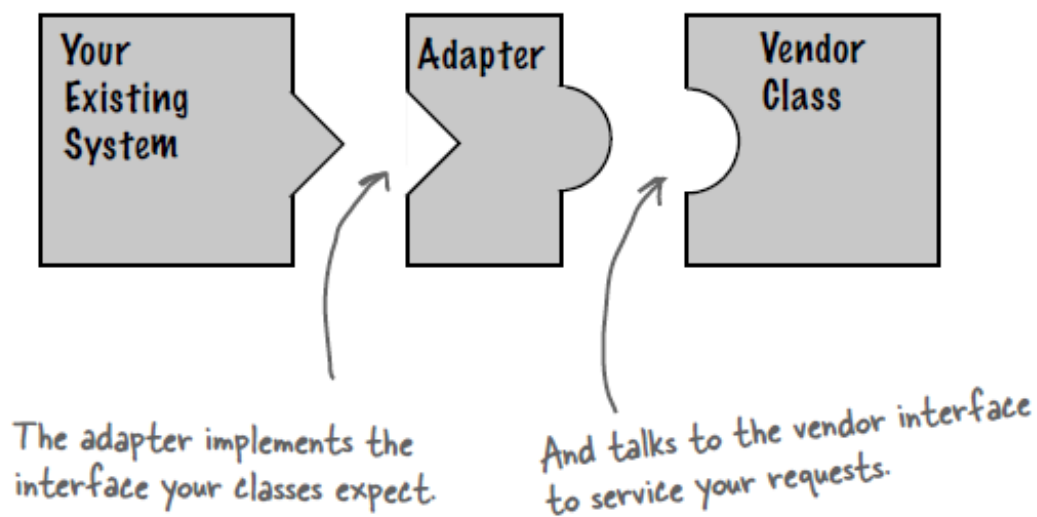 Your
Existing
System
Adapter
Vendor
Class
The adapter implements the
interface your classes expect.
And talks to the vendor interface
to service your requests.